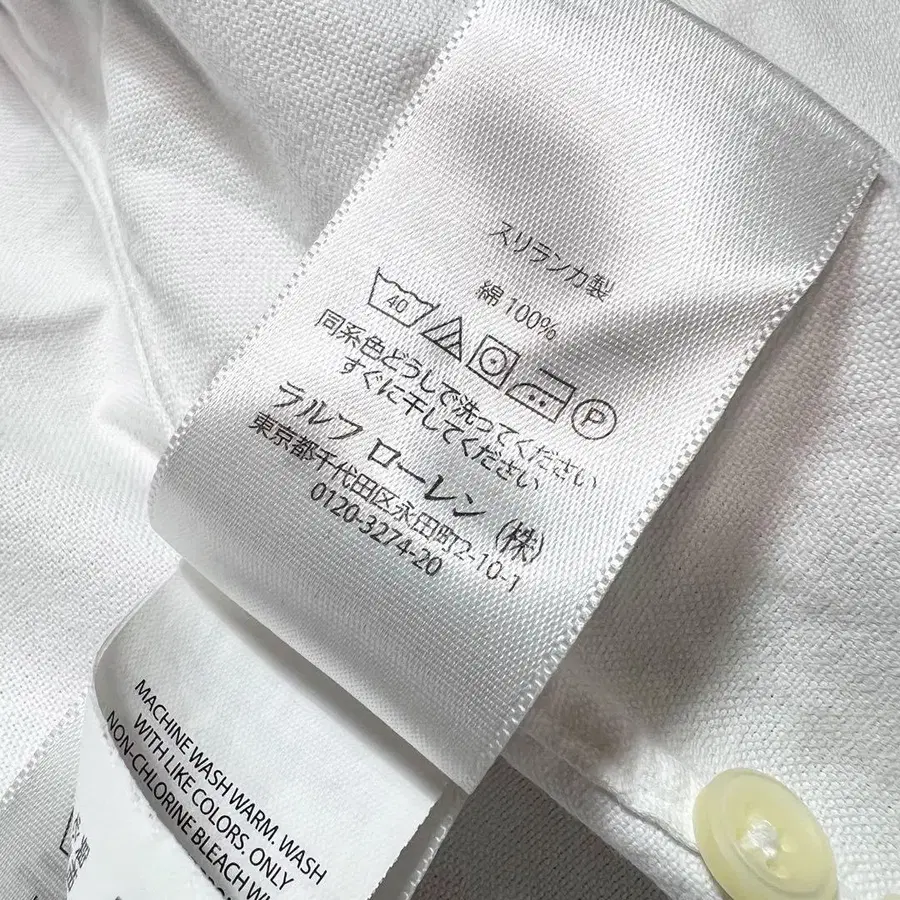 スリランカ製
綿 100%
40
P
同系色どうしで洗ってください
すぐに干してください
ラルフ ローレン (株)
東京都千代田区永田町2-10-1
0120-3274-20
MACHINE WASH WARM. WASH
WITH LIKE COLORS. ONLY
NON-CHLORINE BLEACH